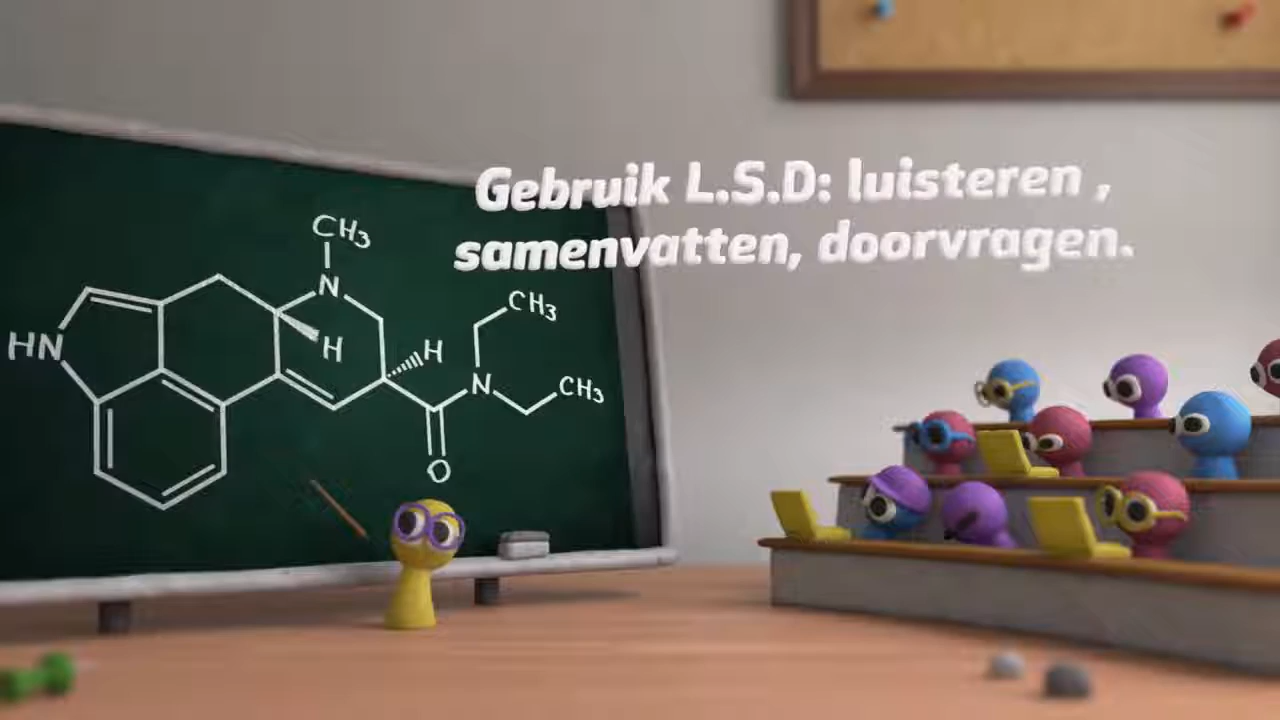 Gebruik L.S.D: luisteren ,
samenvatten, doorvragen.
CH3
N
H
HN
H
CH3
N
CH3
O